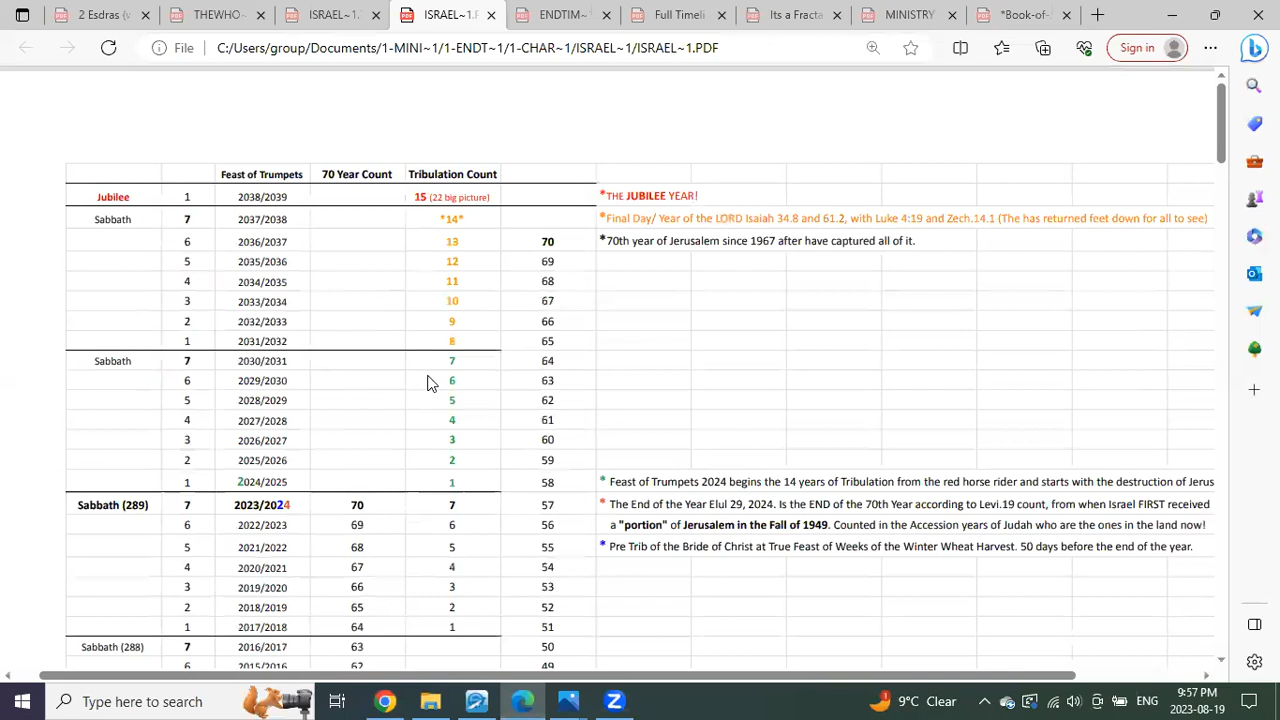 2 Esdras (v
THEWHO~
ISRAEL~1.
ISRAEL~1.P
ENDTIM~
Full Timeli
Its a Fracta
MINISTRY
*Book-of-
File C:/Users/group/Documents/1-MINI~1/1-ENDT~1/1-CHAR~1/ISRAEL~1/ISRAEL~1.PDF Sign in
Feast of Trumpets 70 Year Count Tribulation Count
Jubilee 1 2038/2039 15 (22 big picture) *THE JUBILEE YEAR!
Sabbath 7 2037/2038 *14* *Final Day/ Year of the LORD Isaiah 34.8 and 61.2, with Luke 4:19 and Zech.14.1 (The has returned feet down for all to see)
6 2036/2037 13 70 *70th year of Jerusalem since 1967 after have captured all of it.
5 2035/2036 12 69
4 2034/2035 11 68
3 2033/2034 10 67
2 2032/2033 9 66
1 2031/2032 8 65
Sabbath 7 2030/2031 7 64
6 2029/2030 6 63
5 2028/2029 5 62
4 2027/2028 4 61
3 2026/2027 3 60
2 2025/2026 2 59
1 2024/2025 1 58 * Feast of Trumpets 2024 begins the 14 years of Tribulation from the red horse rider and starts with the destruction of Jerus
Sabbath (289) 7 2023/2024 70 7 57 * The End of the Year Elul 29, 2024. Is the END of the 70th Year according to Levi.19 count, from when Israel FIRST received
6 2022/2023 69 6 56 a "portion" of Jerusalem in the Fall of 1949. Counted in the Accession years of Judah who are the ones in the land now!
5 2021/2022 68 5 55 * Pre Trib of the Bride of Christ at True Feast of Weeks of the Winter Wheat Harvest. 50 days before the end of the year.
4 2020/2021 67 4 54
3 2019/2020 66 3 53
2 2018/2019 65 2 52
1 2017/2018 64 1 51
Sabbath (288) 7 2016/2017 63 50
6 2015/2016 62 49
Type here to search
1
9°C Clear
ENG
9:57 PM
2023-08-19